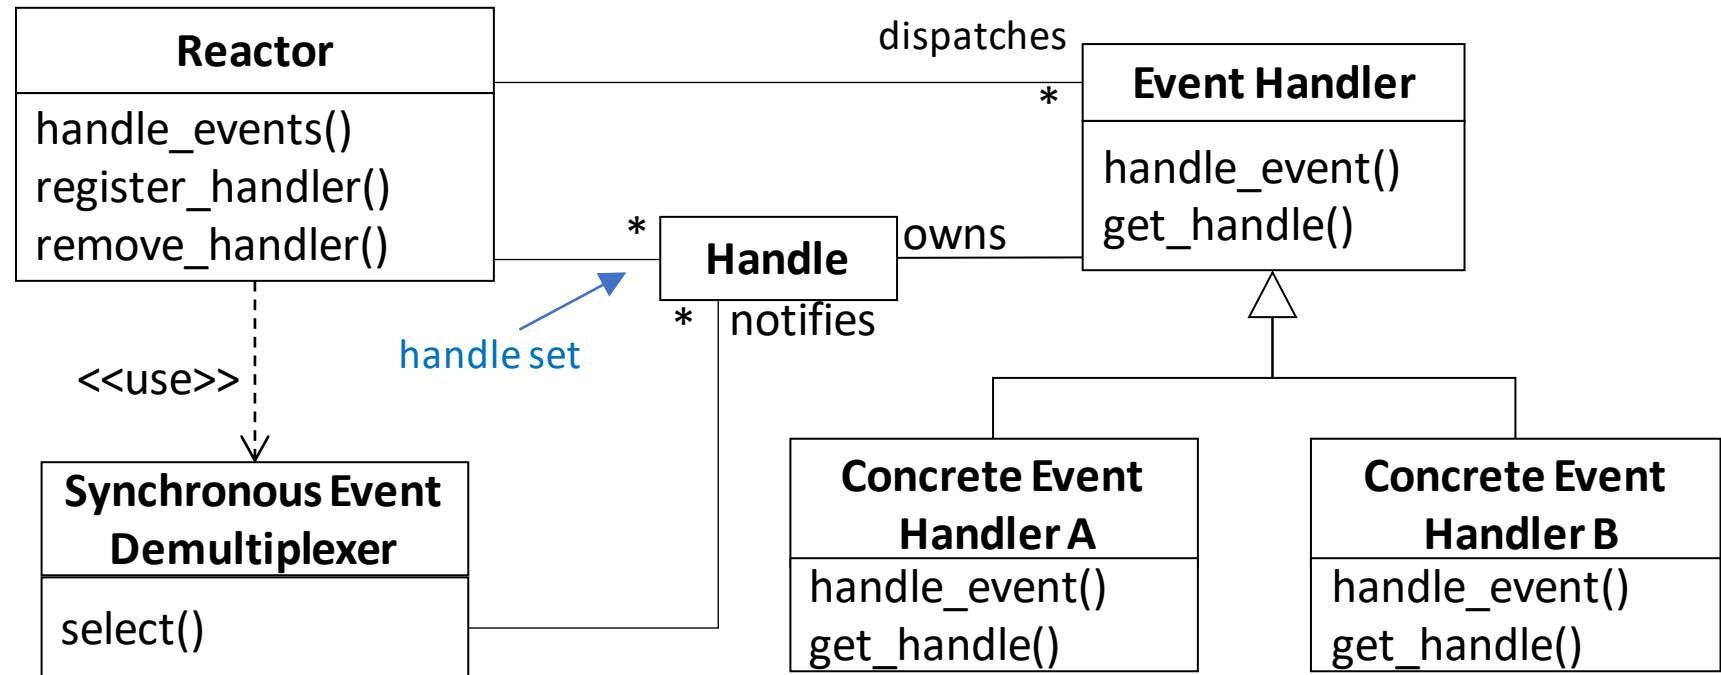 Reactor
handle_events()
register_handler()
remove_handler()
dispatches
*
Event Handler
handle_event()
get_handle()
*
Handle
owns
* notifies
handle set
<<use>>
Synchronous Event
Demultiplexer
select()
Concrete Event
Handler A
handle_event()
get_handle()
Concrete Event
Handler B
handle_event()
get_handle()